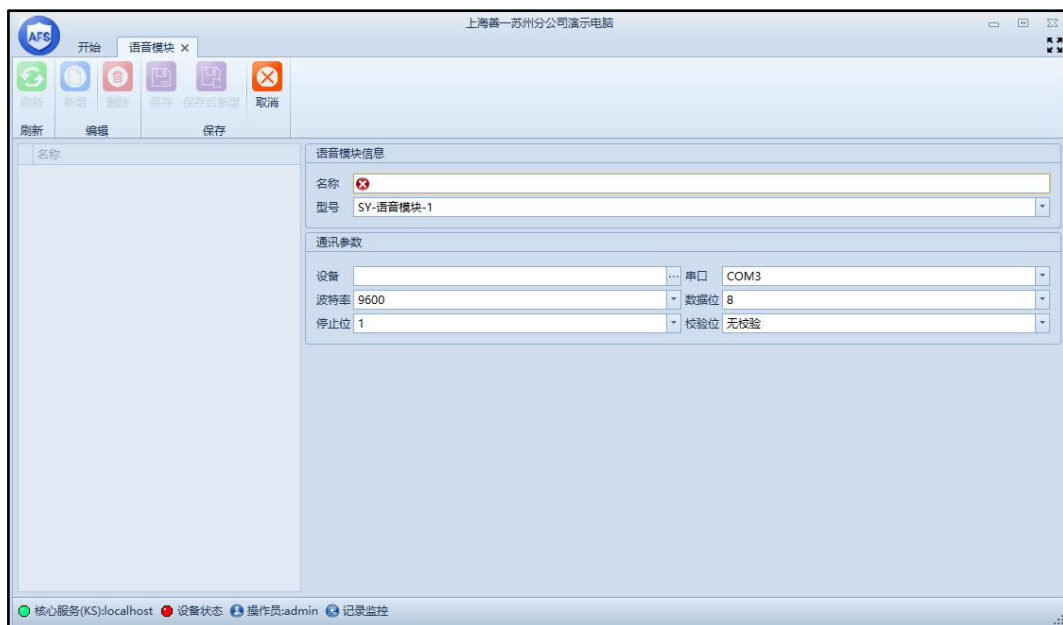 上海善一苏州分公司演示电脑
AFS
开始 语音模块 ×
刷新 新增 删除 保存 保存后新增 取消
刷新 编辑 保存
名称
语音模块信息
名称
型号 SY-语音模块-1
通讯参数
设备 ... 串口 COM3
波特率 9600 数据位 8
停止位 1 校验位 无校验
核心服务(KS):localhost 设备状态 操作员:admin 记录监控